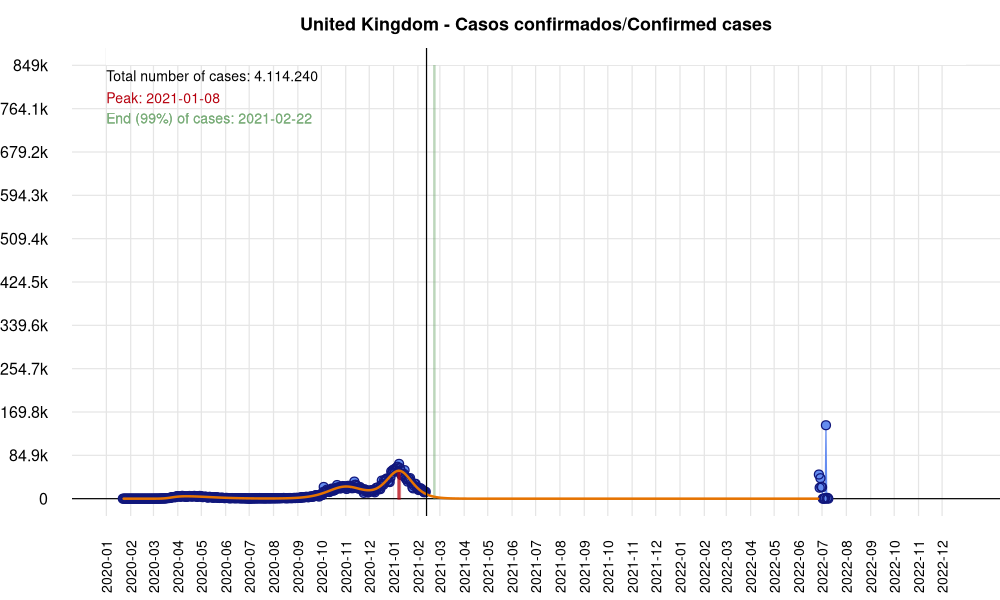 United Kingdom - Casos confirmados/Confirmed cases
849k
764.1k
679.2k
594.3k
509.4k
424.5k
339.6k
254.7k
169.8k
84.9k
0
Total number of cases: 4.114.240
Peak: 2021-01-08
End (99%) of cases: 2021-02-22
2020-01
2020-02
2020-03
2020-04
2020-05
2020-06
2020-07
2020-08
2020-09
2020-10
2020-11
2020-12
2021-01
2021-02
2021-03
2021-04
2021-05
2021-06
2021-07
2021-08
2021-09
2021-10
2021-11
2021-12
2022-01
2022-02
2022-03
2022-04
2022-05
2022-06
2022-07
2022-08
2022-09
2022-10
2022-11
2022-12